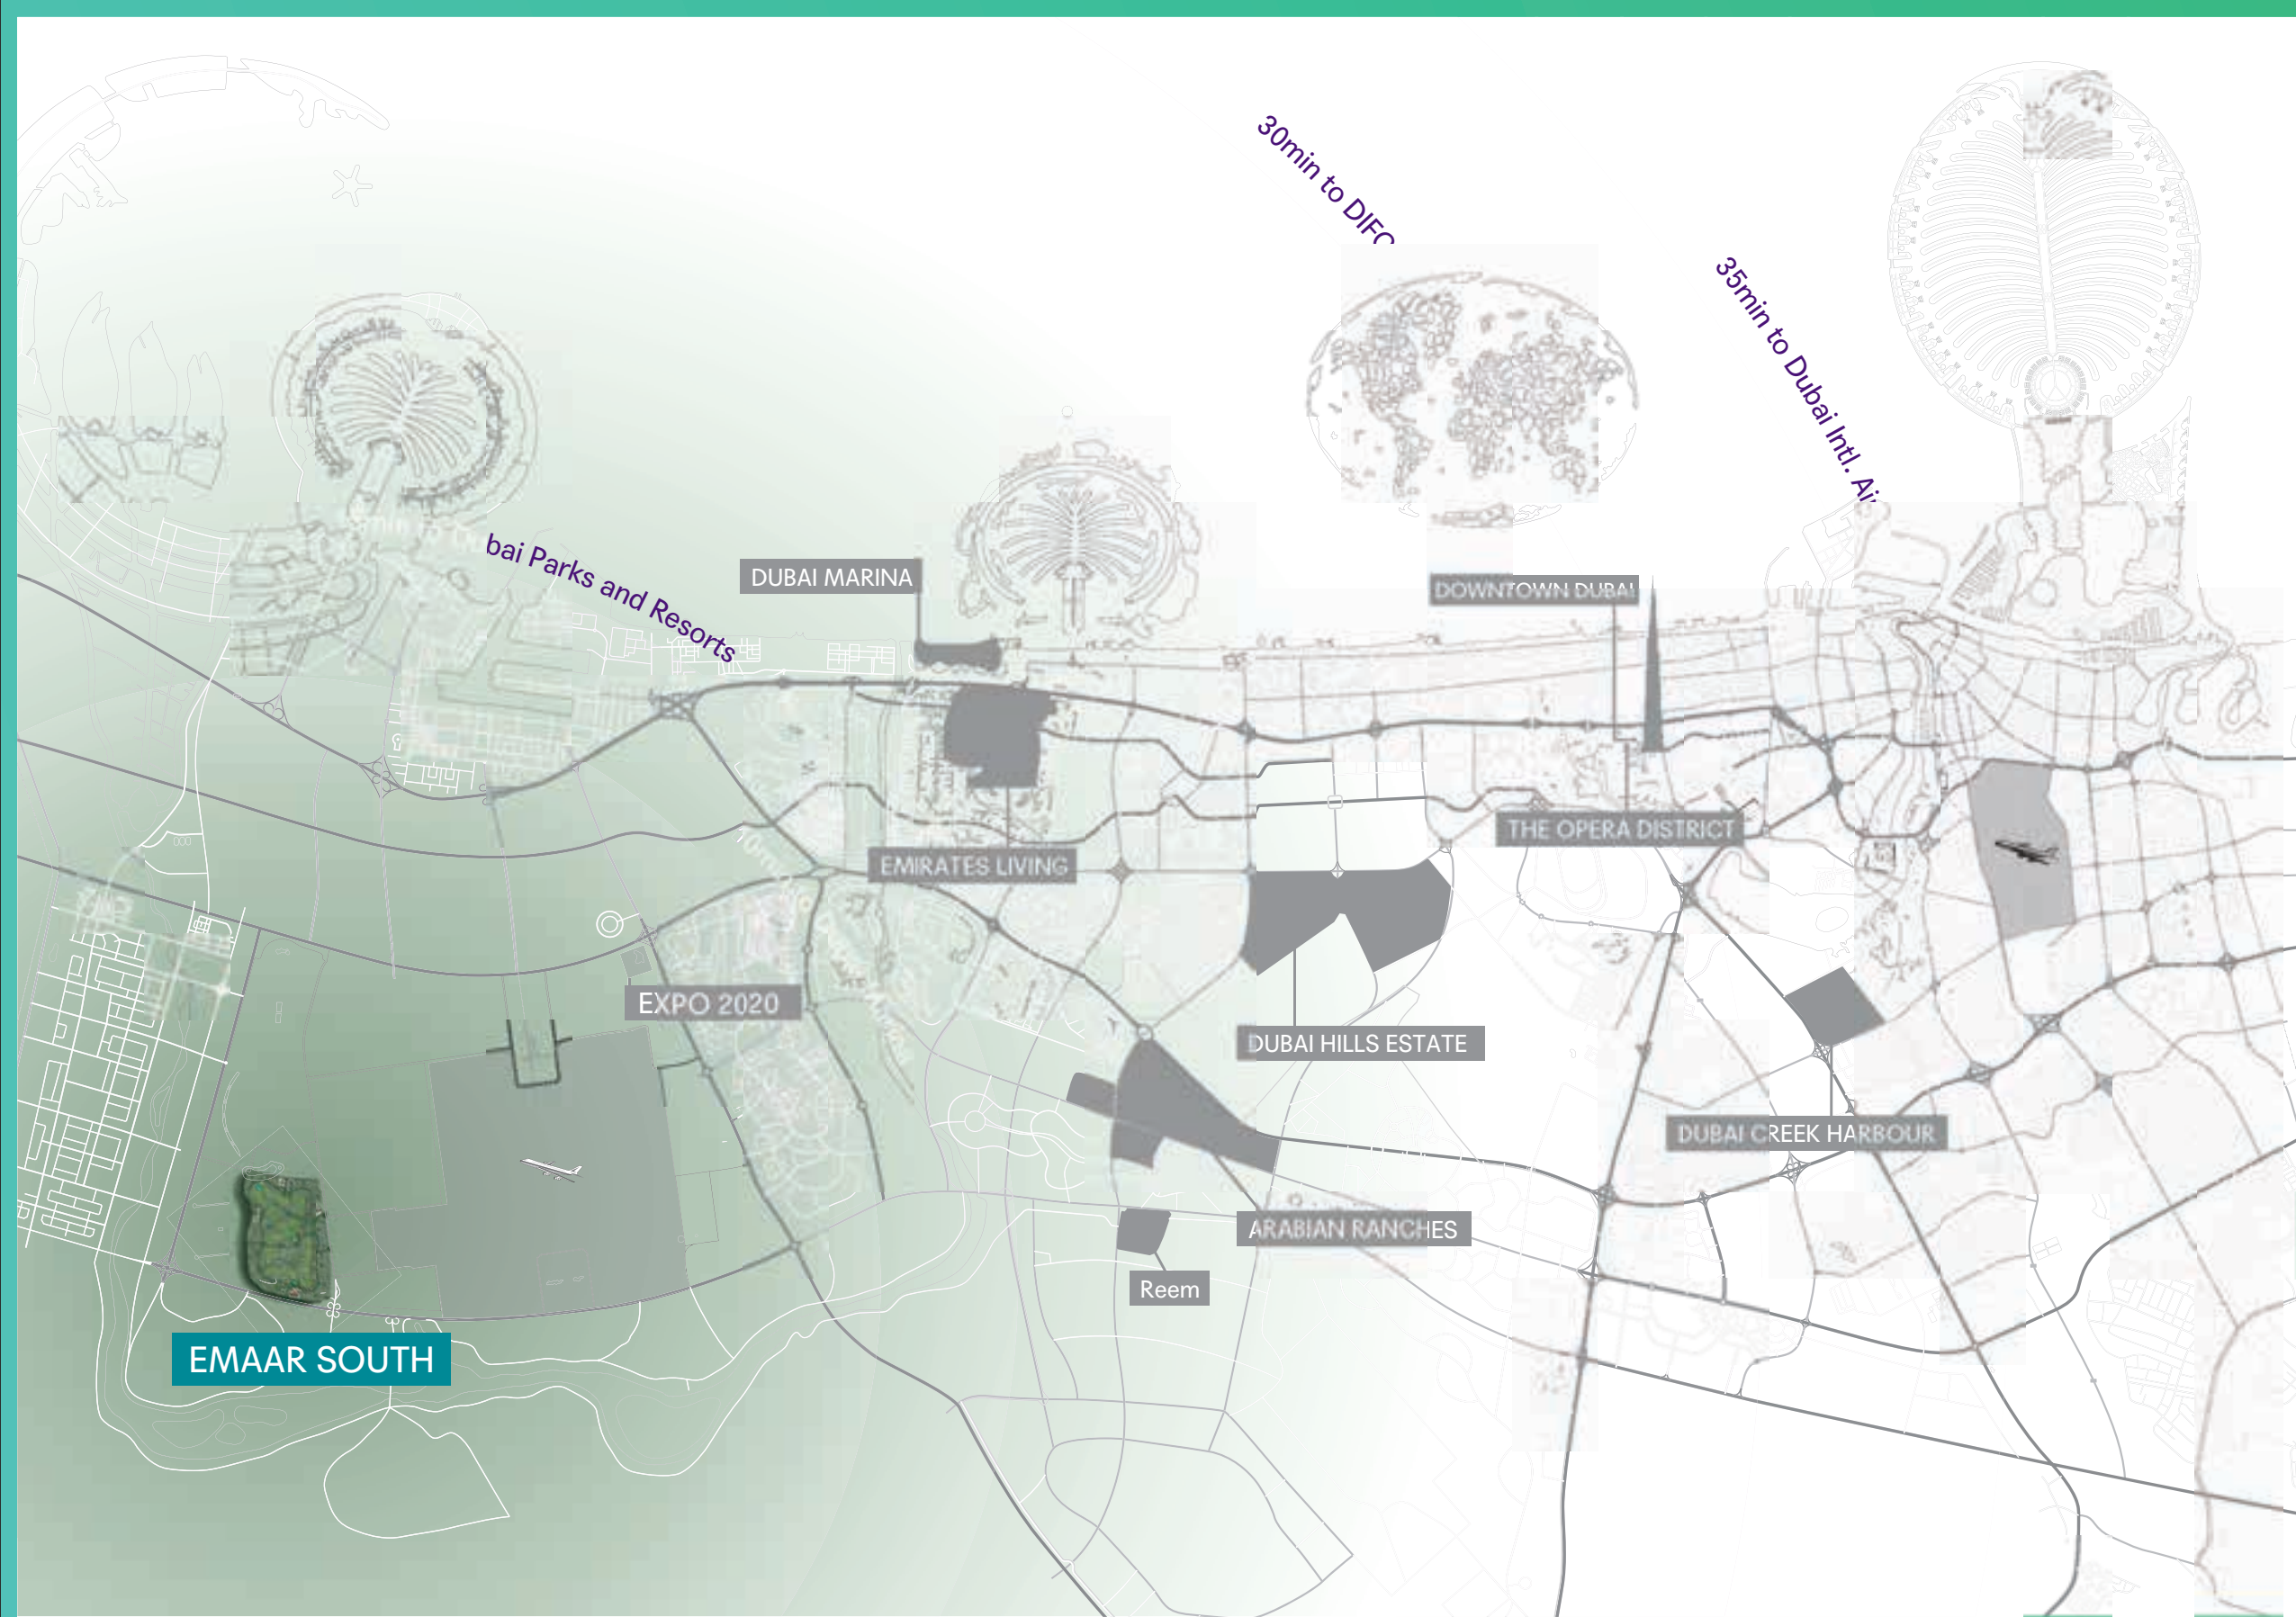 30min to DIFC
35min to Dubai Intl.
bai Parks and Resorts
DUBAI MARINA
DOWNTOWN DUBAI
THE OPERA DISTRICT
EMIRATES LIVING
EXPO 2020
DUBAI HILLS ESTATE
DUBAI CREEK HARBOUR
ARABIAN RANCHES
Reem
EMAAR SOUTH